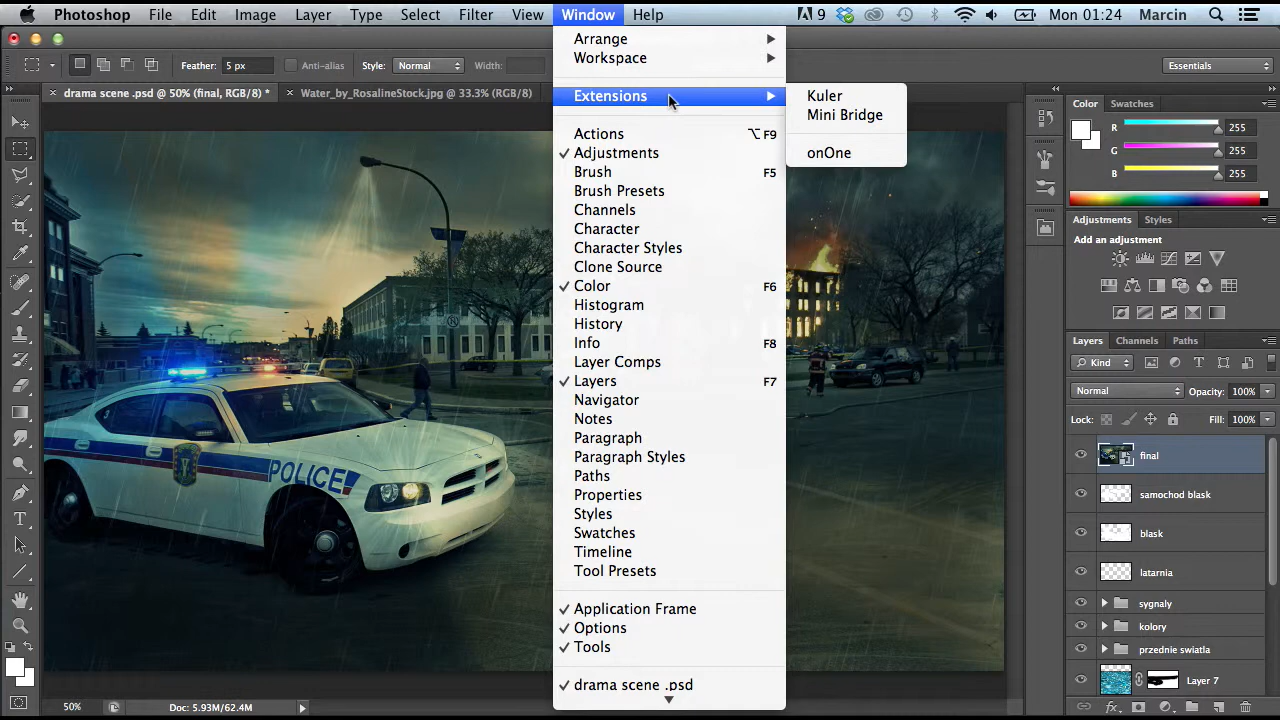 Photoshop File Edit Image Layer Type Select Filter View Window Help 9 Mon 01:24 Marcin
Feather: 5 px Anti-alias Style: Normal Width: Essentials
drama scene .psd @ 50% (final, RGB/8) * Water_by_RosalineStock.jpg @ 33.3% (RGB/8)
Arrange
Workspace
Extensions
Kuler
Mini Bridge
onOne
Actions ⌥ F9
Adjustments
Brush F5
Brush Presets
Channels
Character
Character Styles
Clone Source
Color F6
Histogram
History
Info F8
Layer Comps
Layers F7
Navigator
Notes
Paragraph
Paragraph Styles
Paths
Properties
Styles
Swatches
Timeline
Tool Presets
Application Frame
Options
Tools
drama scene .psd
POLICE
Color Swatches
R 255
G 255
B 255
Adjustments Styles
Add an adjustment
Layers Channels Paths
Kind
Normal Opacity: 100%
Lock: Fill: 100%
final
samochod blask
blask
latarnia
sygnaly
kolory
przednie swiatla
Layer 7
50% Doc: 5.93M/62.4M